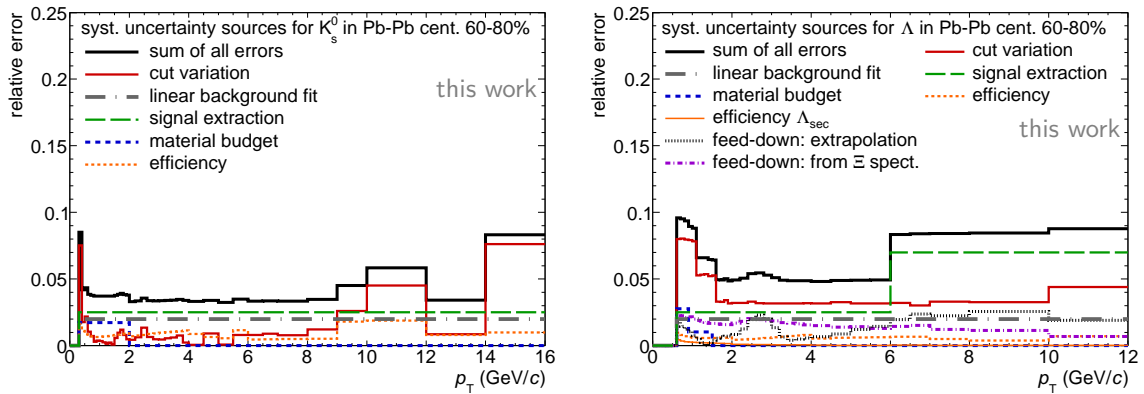 syst. uncertainty sources for K⁰ₛ in Pb-Pb cent. 60-80%
sum of all errors
cut variation
linear background fit
signal extraction
material budget
efficiency
this work
relative error
0.25
0.2
0.15
0.1
0.05
0
0 2 4 6 8 10 12 14 16
p_T (GeV/c)
syst. uncertainty sources for Λ in Pb-Pb cent. 60-80%
sum of all errors
cut variation
linear background fit
signal extraction
material budget
efficiency
efficiency Λ_sec
feed-down: extrapolation
feed-down: from Ξ spect.
this work
relative error
0.25
0.2
0.15
0.1
0.05
0
0 2 4 6 8 10 12
p_T (GeV/c)